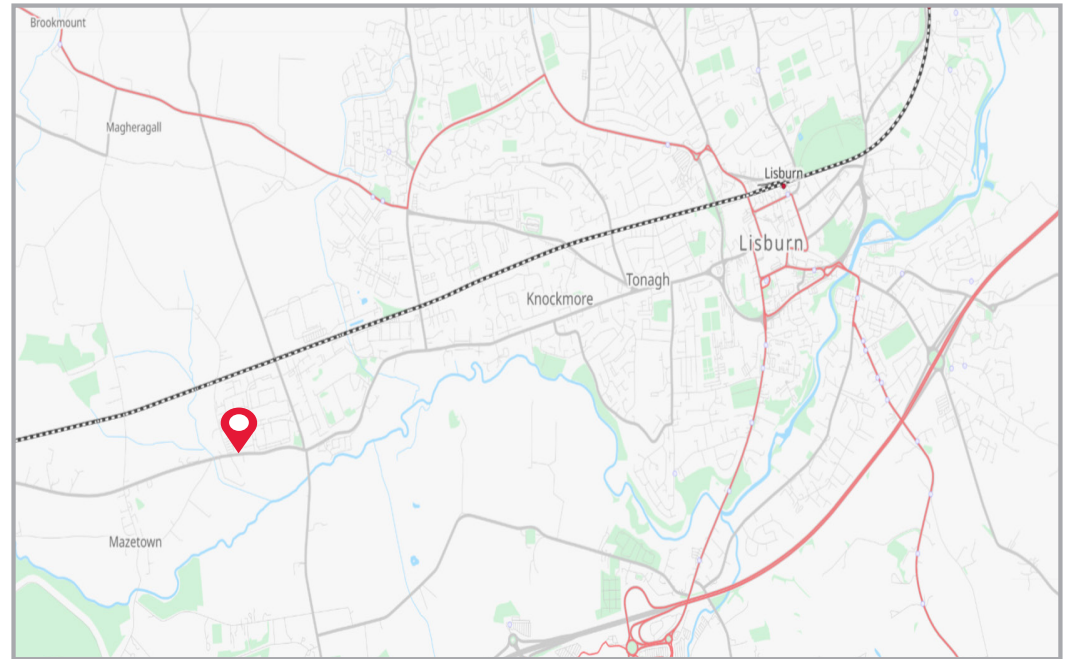 Brookmount
Magheragall
Lisburn
Lisburn
Tonagh
Knockmore
Mazetown